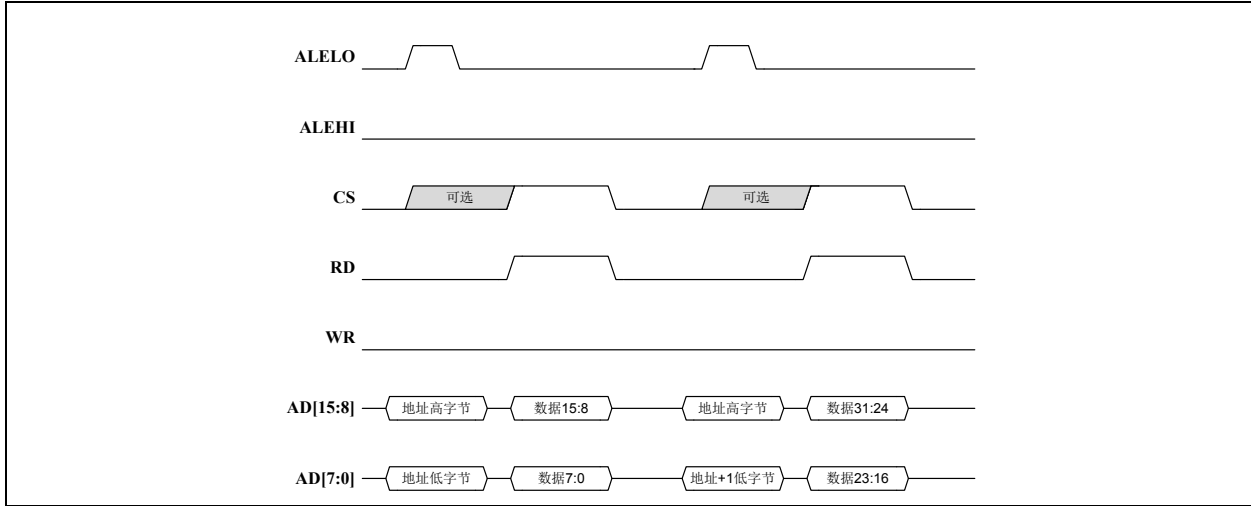 ALELO
ALEHI
CS 可选 可选
RD
WR
AD[15:8] 地址高字节 数据15:8 地址高字节 数据31:24
AD[7:0] 地址低字节 数据7:0 地址+1低字节 数据23:16